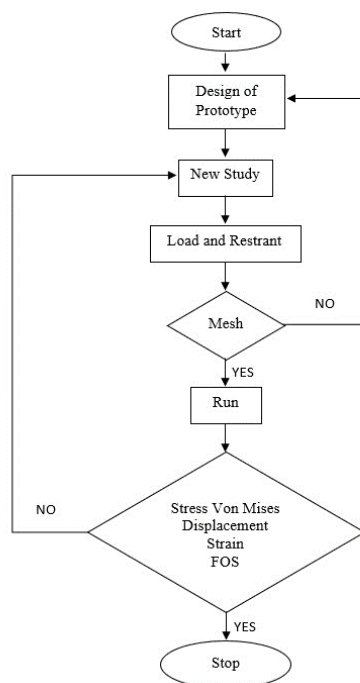 Start
Design of
Prototype
New Study
Load and Restrant
Mesh
NO
YES
Run
NO
Stress Von Mises
Displacement
Strain
FOS
YES
Stop